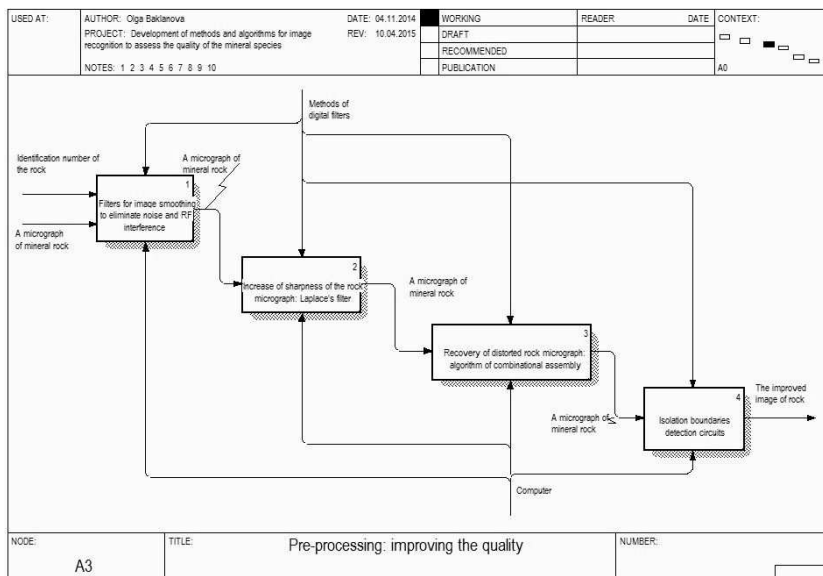 USED AT:
AUTHOR: Olga Baklanova
DATE: 04.11.2014
PROJECT: Development of methods and algorithms for image
recognition to assess the quality of the mineral species
REV: 10.04.2015
NOTES: 1 2 3 4 5 6 7 8 9 10
WORKING
DRAFT
RECOMMENDED
PUBLICATION
READER
DATE
CONTEXT:
A0
Methods of
digital filters
Identification number of
the rock
A micrograph
of mineral rock
1
Filters for image smoothing
to eliminate noise and RF
interference
A micrograph of
mineral rock
2
Increase of sharpness of the rock
micrograph: Laplace's filter
A micrograph of
mineral rock
3
Recovery of distorted rock micrograph:
algorithm of combinational assembly
A micrograph of
mineral rock
4
Isolation boundaries
detection circuits
The improved
image of rock
Computer
NODE:
A3
TITLE:
Pre-processing: improving the quality
NUMBER: